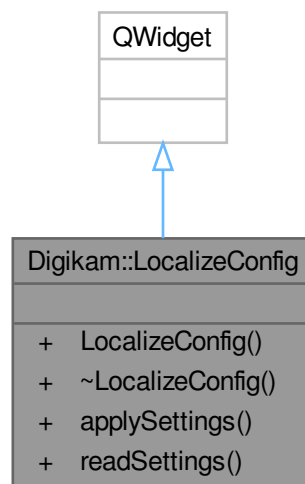 QWidget
Digikam::LocalizeConfig
+ LocalizeConfig()
+ ~LocalizeConfig()
+ applySettings()
+ readSettings()